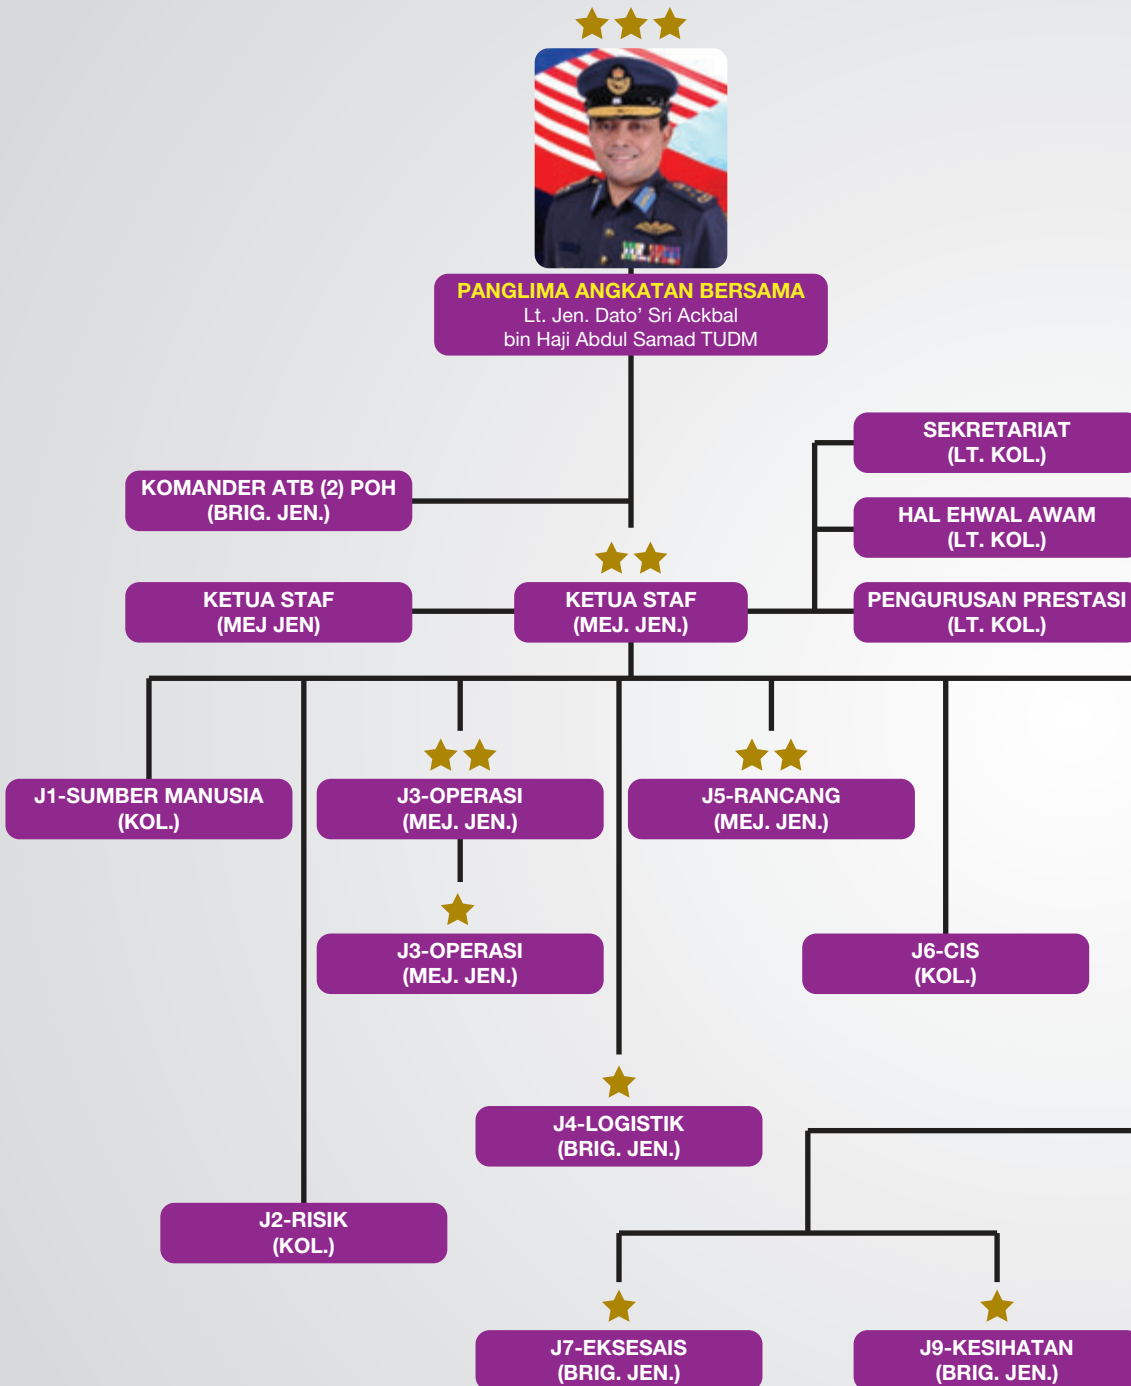 PANGLIMA ANGKATAN BERSAMA
Lt. Jen. Dato’ Sri Ackbal
bin Haji Abdul Samad TUDM
SEKRETARIAT
(LT. KOL.)
KOMANDER ATB (2) POH
(BRIG. JEN.)
HAL EHWAL AWAM
(LT. KOL.)
KETUA STAF
(MEJ JEN)
KETUA STAF
(MEJ. JEN.)
PENGURUSAN PRESTASI
(LT. KOL.)
J1-SUMBER MANUSIA
(KOL.)
J3-OPERASI
(MEJ. JEN.)
J5-RANCANG
(MEJ. JEN.)
J3-OPERASI
(MEJ. JEN.)
J6-CIS
(KOL.)
J4-LOGISTIK
(BRIG. JEN.)
J2-RISIK
(KOL.)
J7-EKSESAIS
(BRIG. JEN.)
J9-KESIHATAN
(BRIG. JEN.)